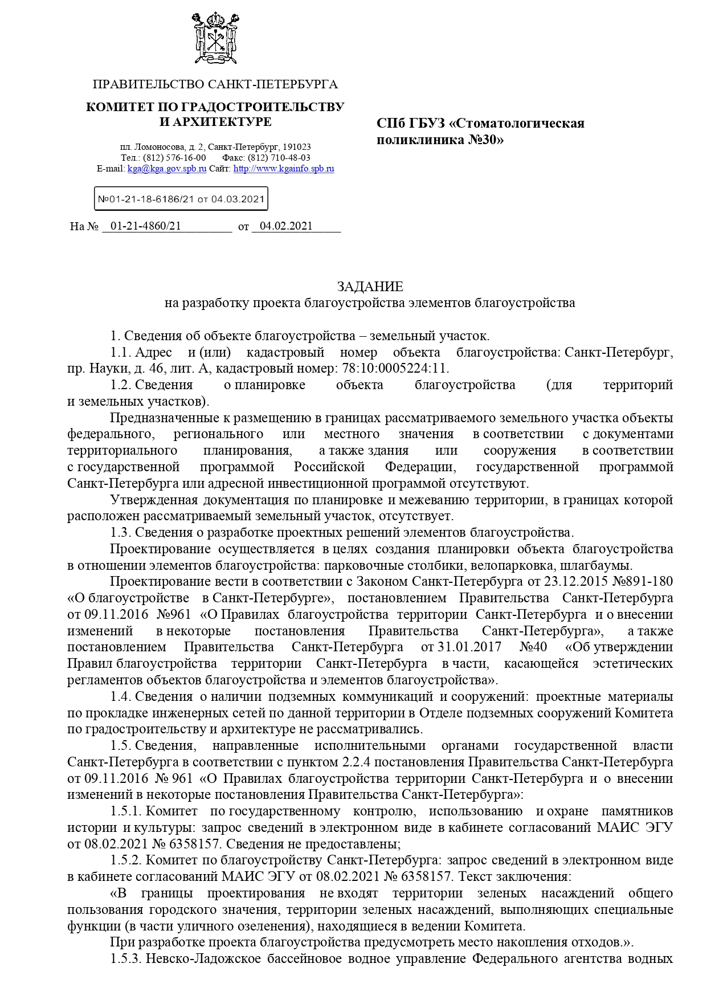 ПРАВИТЕЛЬСТВО САНКТ-ПЕТЕРБУРГА
КОМИТЕТ ПО ГРАДОСТРОИТЕЛЬСТВУ
И АРХИТЕКТУРЕ
пл. Ломоносова, д. 2, Санкт-Петербург, 191023
Тел.: (812) 576-16-00 Факс: (812) 710-48-03
E-mail: kga@kga.gov.spb.ru Сайт: http://www.kgainfo.spb.ru
№01-21-18-6186/21 от 04.03.2021
На № 01-21-4860/21 от 04.02.2021
СПб ГБУЗ «Стоматологическая
поликлиника №30»
ЗАДАНИЕ
на разработку проекта благоустройства элементов благоустройства
1. Сведения об объекте благоустройства – земельный участок.
1.1. Адрес и (или) кадастровый номер объекта благоустройства: Санкт-Петербург,
пр. Науки, д. 46, лит. А, кадастровый номер: 78:10:0005224:11.
1.2. Сведения о планировке объекта благоустройства (для территорий
и земельных участков).
Предназначенные к размещению в границах рассматриваемого земельного участка объекты
федерального, регионального или местного значения в соответствии с документами
территориального планирования, а также здания или сооружения в соответствии
с государственной программой Российской Федерации, государственной программой
Санкт-Петербурга или адресной инвестиционной программой отсутствуют.
Утвержденная документация по планировке и межеванию территории, в границах которой
расположен рассматриваемый земельный участок, отсутствует.
1.3. Сведения о разработке проектных решений элементов благоустройства.
Проектирование осуществляется в целях создания планировки объекта благоустройства
в отношении элементов благоустройства: парковочные столбики, велопарковка, шлагбаумы.
Проектирование вести в соответствии с Законом Санкт-Петербурга от 23.12.2015 №891-180
«О благоустройстве в Санкт-Петербурге», постановлением Правительства Санкт-Петербурга
от 09.11.2016 №961 «О Правилах благоустройства территории Санкт-Петербурга и о внесении
изменений в некоторые постановления Правительства Санкт-Петербурга», а также
постановлением Правительства Санкт-Петербурга от 31.01.2017 №40 «Об утверждении
Правил благоустройства территории Санкт-Петербурга в части, касающейся эстетических
регламентов объектов благоустройства и элементов благоустройства».
1.4. Сведения о наличии подземных коммуникаций и сооружений: проектные материалы
по прокладке инженерных сетей по данной территории в Отделе подземных сооружений Комитета
по градостроительству и архитектуре не рассматривались.
1.5. Сведения, направленные исполнительными органами государственной власти
Санкт-Петербурга в соответствии с пунктом 2.2.4 постановления Правительства Санкт-Петербурга
от 09.11.2016 № 961 «О Правилах благоустройства территории Санкт-Петербурга и о внесении
изменений в некоторые постановления Правительства Санкт-Петербурга»:
1.5.1. Комитет по государственному контролю, использованию и охране памятников
истории и культуры: запрос сведений в электронном виде в кабинете согласований МАИС ЭГУ
от 08.02.2021 № 6358157. Сведения не предоставлены;
1.5.2. Комитет по благоустройству Санкт-Петербурга: запрос сведений в электронном виде
в кабинете согласований МАИС ЭГУ от 08.02.2021 № 6358157. Текст заключения:
«В границы проектирования не входят территории зеленых насаждений общего
пользования городского значения, территории зеленых насаждений, выполняющих специальные
функции (в части уличного озеленения), находящиеся в ведении Комитета.
При разработке проекта благоустройства предусмотреть место накопления отходов.».
1.5.3. Невско-Ладожское бассейновое водное управление Федерального агентства водных